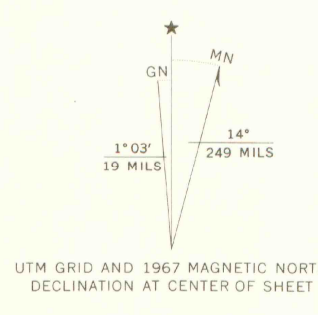 MN
GN
1° 03′
19 MILS
14°
249 MILS
UTM GRID AND 1967 MAGNETIC NORT
DECLINATION AT CENTER OF SHEET